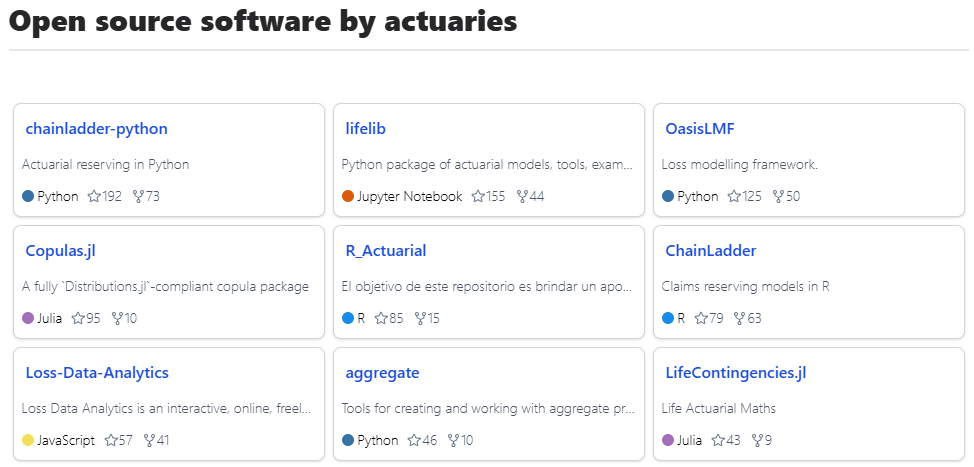 Open source software by actuaries
chainladder-python
Actuarial reserving in Python
Python 192 73
lifelib
Python package of actuarial models, tools, exam...
Jupyter Notebook 155 44
OasisLMF
Loss modelling framework.
Python 125 50
Copulas.jl
A fully `Distributions.jl`-compliant copula package
Julia 95 10
R_Actuarial
El objetivo de este repositorio es brindar un apo...
R 85 15
ChainLadder
Claims reserving models in R
R 79 63
Loss-Data-Analytics
Loss Data Analytics is an interactive, online, freel...
JavaScript 57 41
aggregate
Tools for creating and working with aggregate pr...
Python 46 10
LifeContingencies.jl
Life Actuarial Maths
Julia 43 9